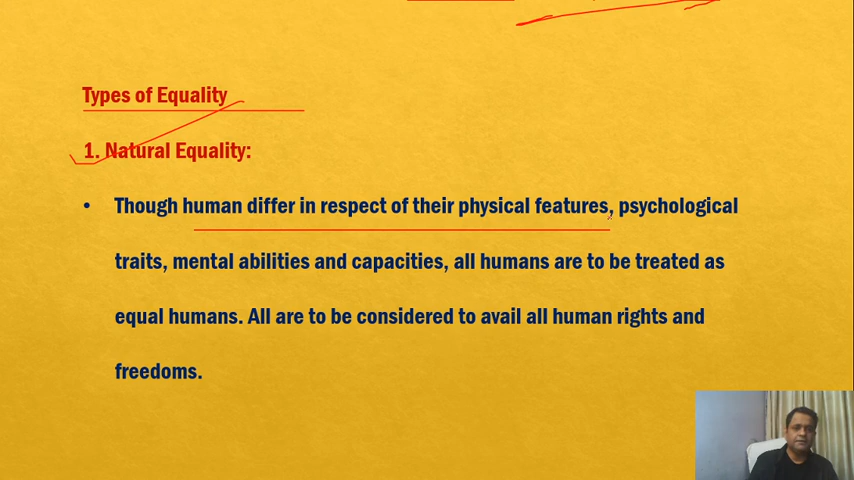 Types of Equality
1. Natural Equality:
• Though human differ in respect of their physical features, psychological
traits, mental abilities and capacities, all humans are to be treated as
equal humans. All are to be considered to avail all human rights and
freedoms.